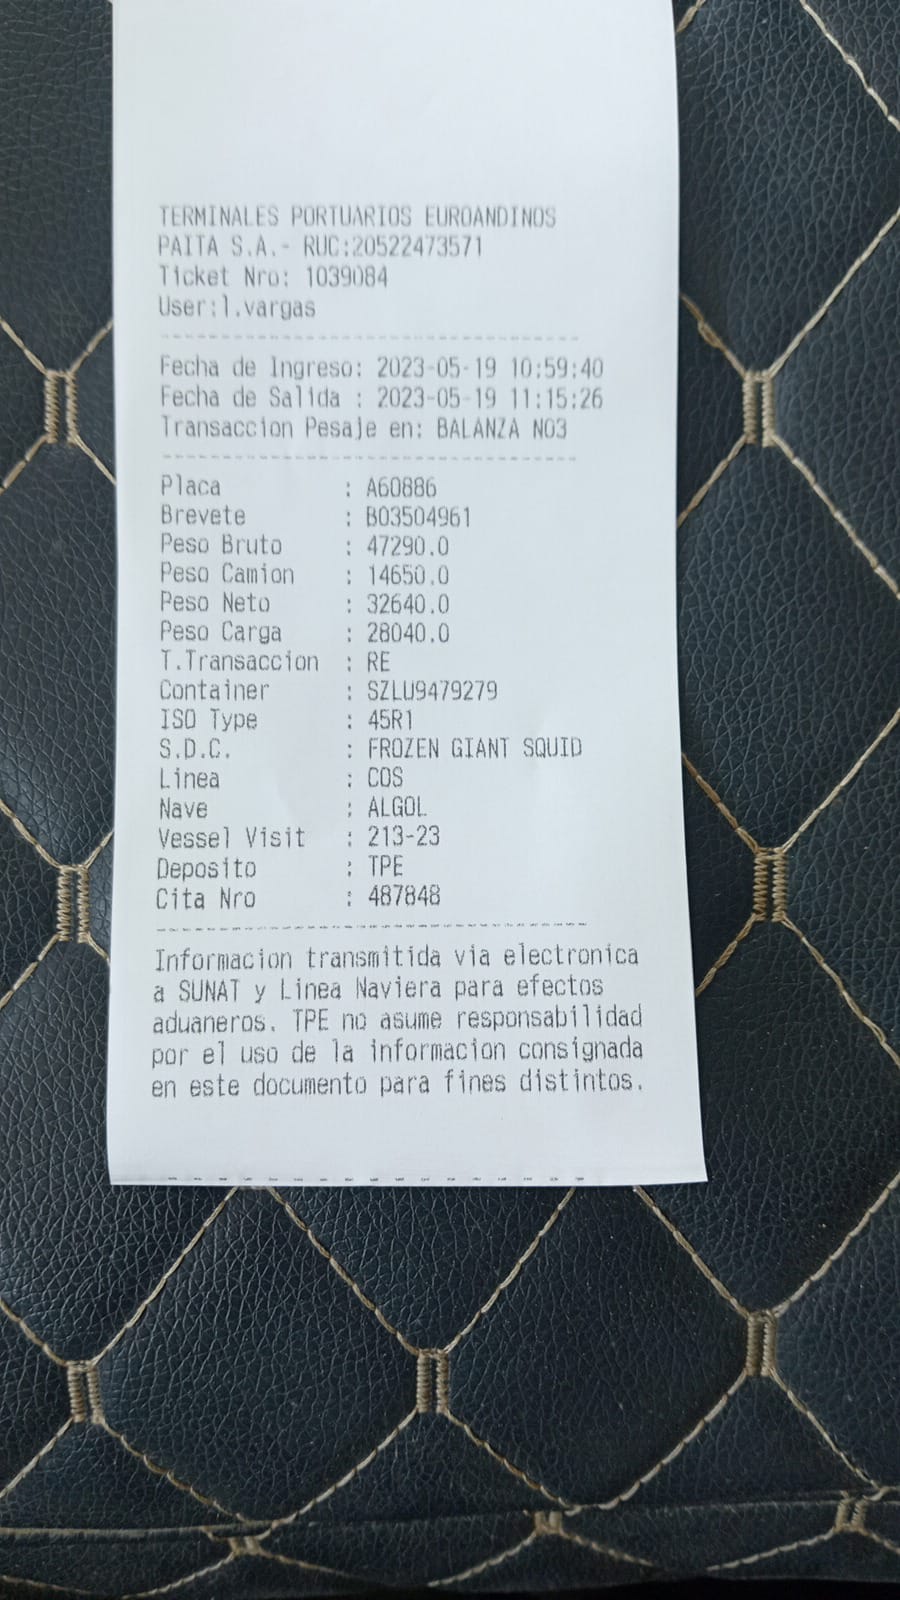 TERMINALES PORTUARIOS EUROANDINOS
PAITA S.A.- RUC:20522473571
Ticket Nro: 1039084
User:l.vargas
Fecha de Ingreso: 2023-05-19 10:59:40
Fecha de Salida : 2023-05-19 11:15:26
Transaccion Pesaje en: BALANZA NO3
Placa : A60886
Brevete : B03504961
Peso Bruto : 47290.0
Peso Camion : 14650.0
Peso Neto : 32640.0
Peso Carga : 28040.0
T.Transaccion : RE
Container : SZLU9479279
ISO Type : 45R1
S.D.C. : FROZEN GIANT SQUID
Linea : COS
Nave : ALGOL
Vessel Visit : 213-23
Deposito : TPE
Cita Nro : 487848
Informacion transmitida via electronica
a SUNAT y Linea Naviera para efectos
aduaneros. TPE no asume responsabilidad
por el uso de la informacion consignada
en este documento para fines distintos.